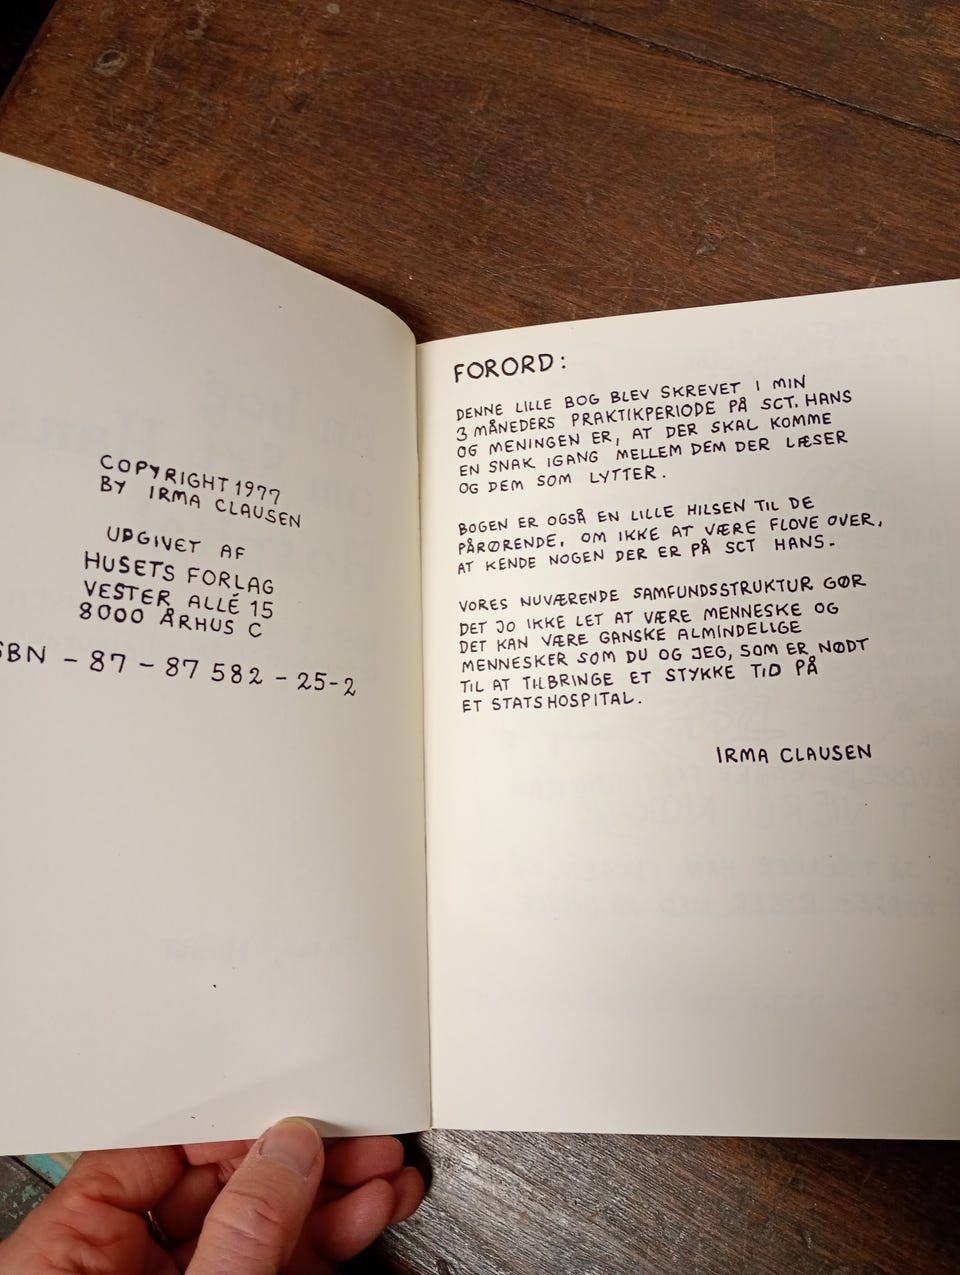 COPYRIGHT 1977
BY IRMA CLAUSEN
UDGIVET AF
HUSETS FORLAG
VESTER ALLÉ 15
8000 ÅRHUS C
SBN - 87 - 87 582 - 25-2
FORORD:
DENNE LILLE BOG BLEV SKREVET I MIN
3 MÅNEDERS PRAKTIKPERIODE PÅ SCT. HANS
OG MENINGEN ER, AT DER SKAL KOMME
EN SNAK IGANG MELLEM DEM DER LÆSER
OG DEM SOM LYTTER.
BOGEN ER OGSÅ EN LILLE HILSEN TIL DE
PÅRØRENDE, OM IKKE AT VÆRE FLOVE OVER,
AT KENDE NOGEN DER ER PÅ SCT HANS.
VORES NUVÆRENDE SAMFUNDSSTRUKTUR GØR
DET JO IKKE LET AT VÆRE MENNESKE OG
DET KAN VÆRE GANSKE ALMINDELIGE
MENNESKER SOM DU OG JEG, SOM ER NØDT
TIL AT TILBRINGE ET STYKKE TID PÅ
ET STATSHOSPITAL.
IRMA CLAUSEN